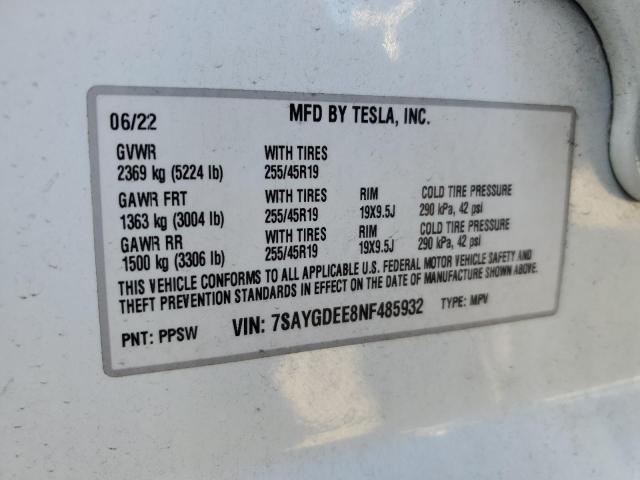 06/22 MFD BY TESLA, INC.
GVWR WITH TIRES
2369 kg (5224 lb) 255/45R19
GAWR FRT WITH TIRES RIM COLD TIRE PRESSURE
1363 kg (3004 lb) 255/45R19 19X9.5J 290 kPa, 42 psi
GAWR RR WITH TIRES RIM COLD TIRE PRESSURE
1500 kg (3306 lb) 255/45R19 19X9.5J 290 kPa, 42 psi
THIS VEHICLE CONFORMS TO ALL APPLICABLE U.S. FEDERAL MOTOR VEHICLE SAFETY AND
THEFT PREVENTION STANDARDS IN EFFECT ON THE DATE OF MANUFACTURE SHOWN ABOVE.
PNT: PPSW VIN: 7SAYGDEE8NF485932 TYPE: MPV